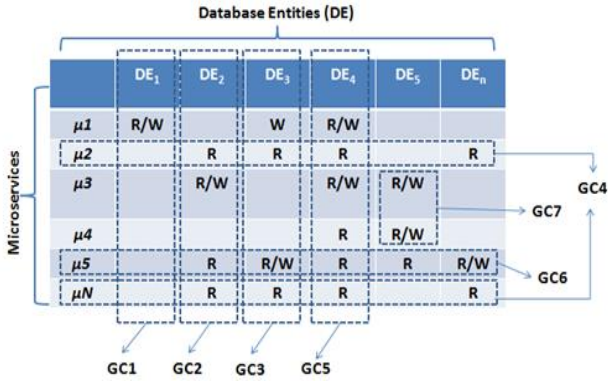 Database Entities (DE)
DE1 DE2 DE3 DE4 DE5 DEn
μ1 R/W W R/W
μ2 R R R R
GC4
μ3 R/W R/W R/W
GC7
μ4 R R/W
μ5 R R/W R R R/W
GC6
μN R R R R
Microservices
GC1 GC2 GC3 GC5